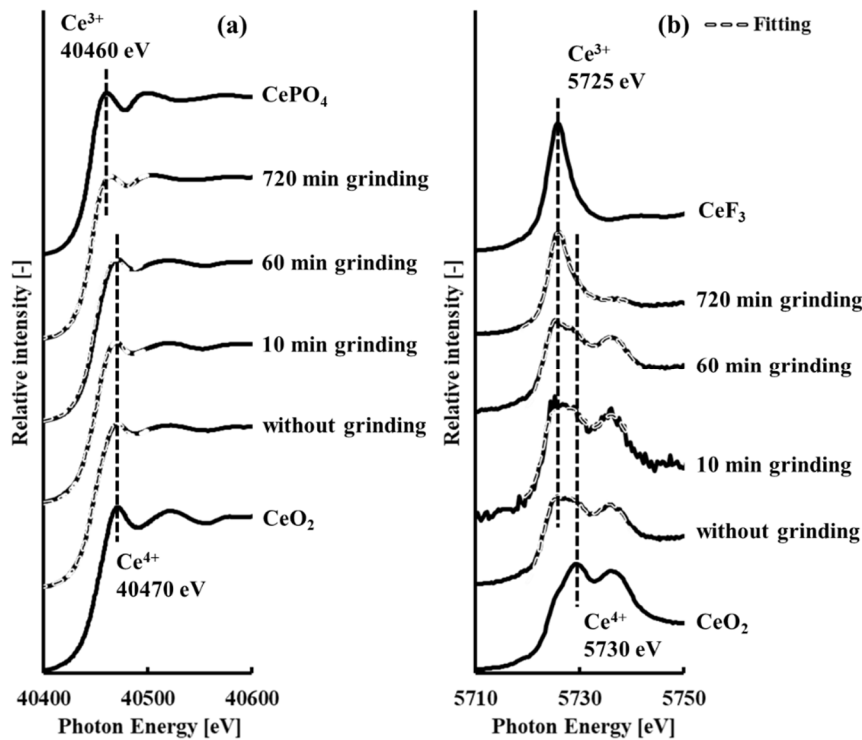 Ce³⁺
40460 eV
(a)
CePO₄
720 min grinding
60 min grinding
10 min grinding
without grinding
CeO₂
Ce⁴⁺
40470 eV
Relative intensity [-]
40400 40500 40600
Photon Energy [eV]
(b) Fitting
Ce³⁺
5725 eV
CeF₃
720 min grinding
60 min grinding
10 min grinding
without grinding
CeO₂
Ce⁴⁺
5730 eV
Relative intensity [-]
5710 5730 5750
Photon Energy [eV]